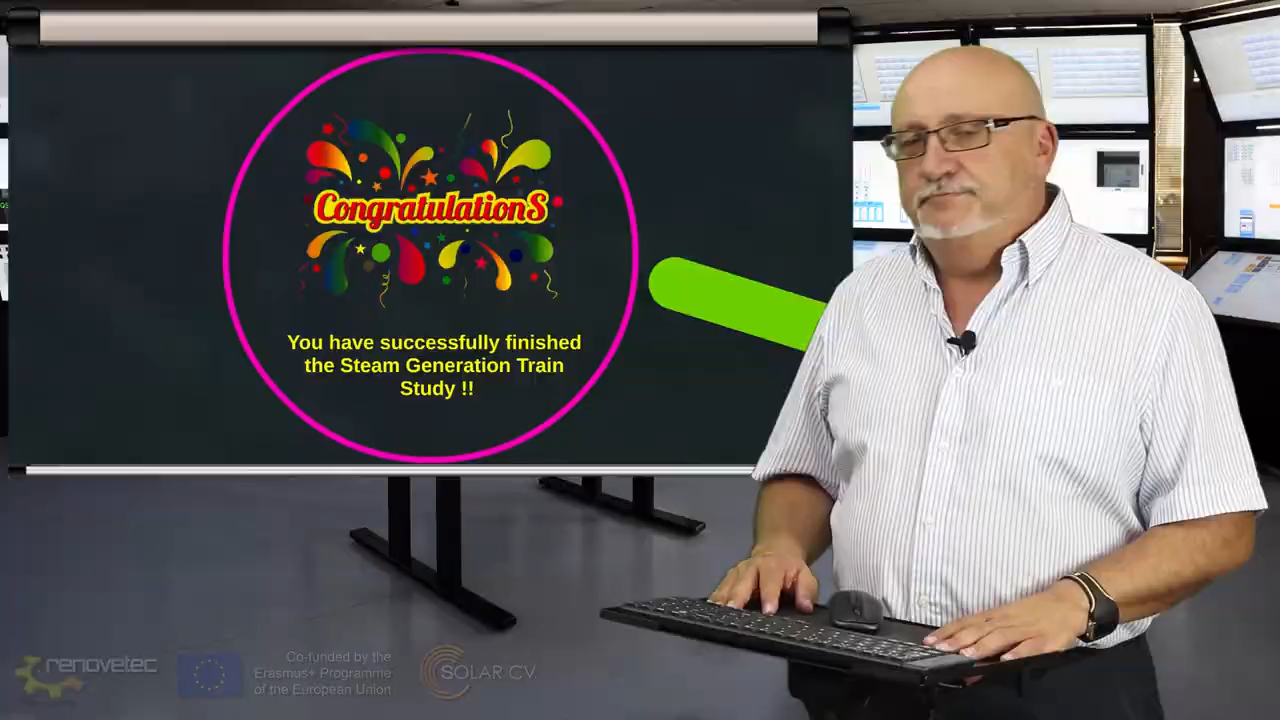 CongratulationS
You have successfully finished
the Steam Generation Train
Study !!
renovetec
Co-funded by the
Erasmus+ Programme
of the European Union
SOLAR CV